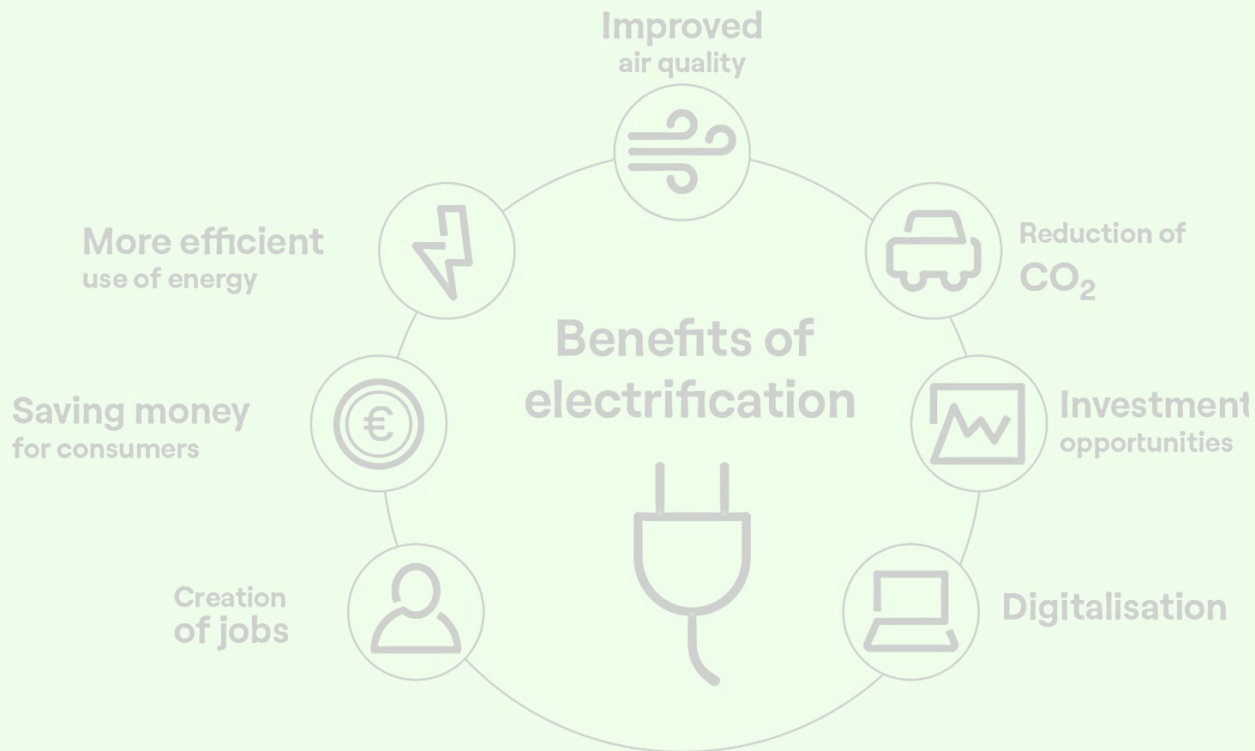 Improved
air quality
More efficient
use of energy
Reduction of
CO₂
Benefits of
electrification
Saving money
for consumers
€
Investment
opportunities
Creation
of jobs
Digitalisation